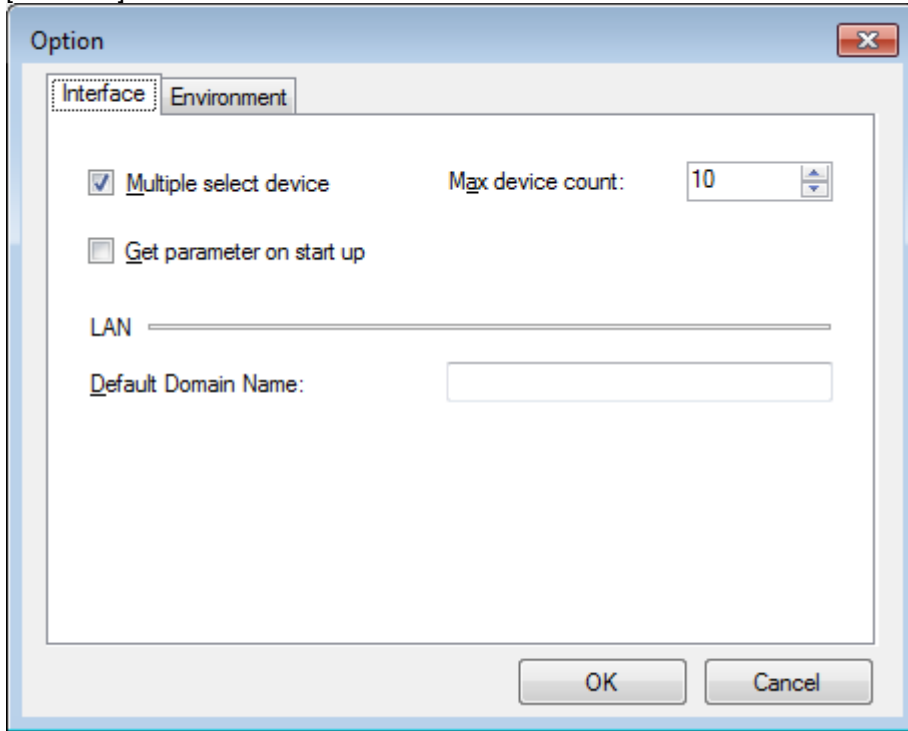 Option
Interface Environment
Multiple select device Max device count: 10
Get parameter on start up
LAN
Default Domain Name:
OK Cancel